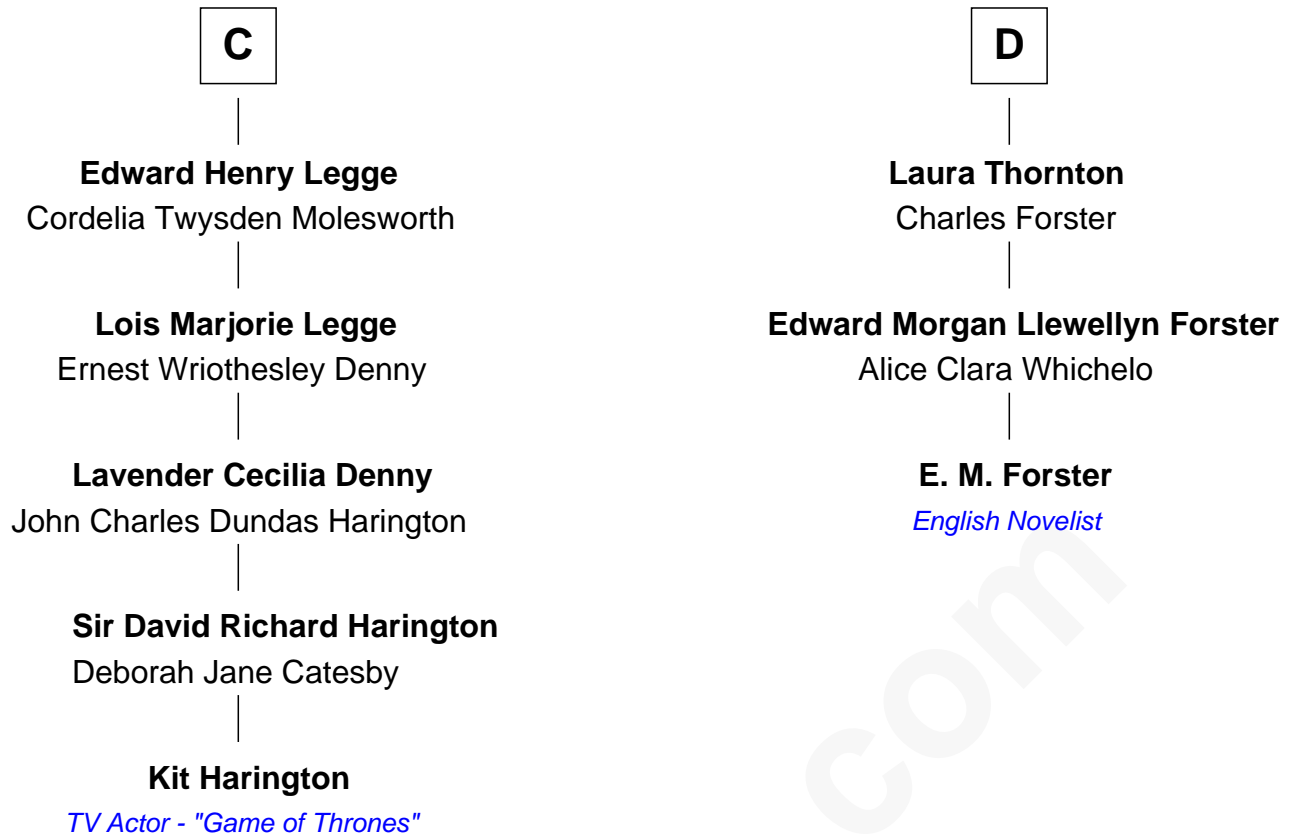 C
Edward Henry Legge
Cordelia Twysden Molesworth
Lois Marjorie Legge
Ernest Wriothesley Denny
Lavender Cecilia Denny
John Charles Dundas Harington
Sir David Richard Harington
Deborah Jane Catesby
Kit Harington
TV Actor - "Game of Thrones"
D
Laura Thornton
Charles Forster
Edward Morgan Llewellyn Forster
Alice Clara Whichelo
E. M. Forster
English Novelist
com